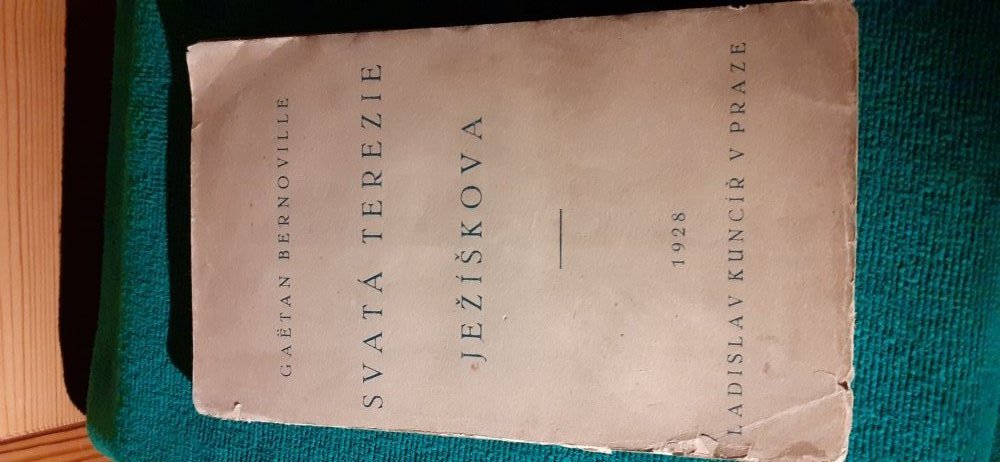 GAËTAN BERNOVILLE
SVATÁ TEREZIE
JEŽÍŠKOVA
1928
LADISLAV KUNCÍŘ V PRAZE